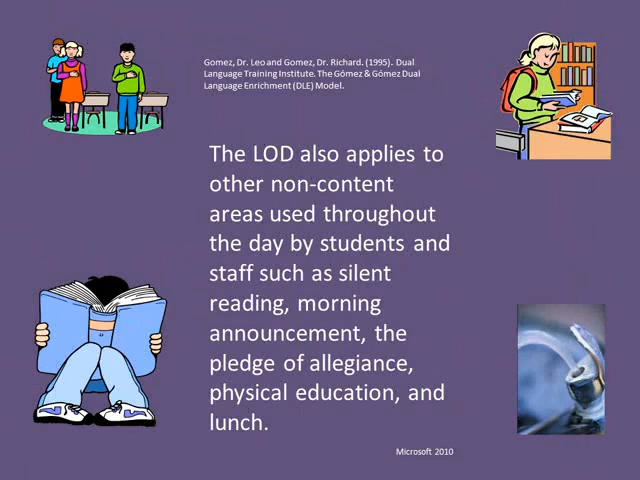 Gomez, Dr. Leo and Gomez, Dr. Richard. (1995). Dual
Language Training Institute. The Gómez & Gómez Dual
Language Enrichment (DLE) Model.
The LOD also applies to
other non-content
areas used throughout
the day by students and
staff such as silent
reading, morning
announcement, the
pledge of allegiance,
physical education, and
lunch.
Microsoft 2010